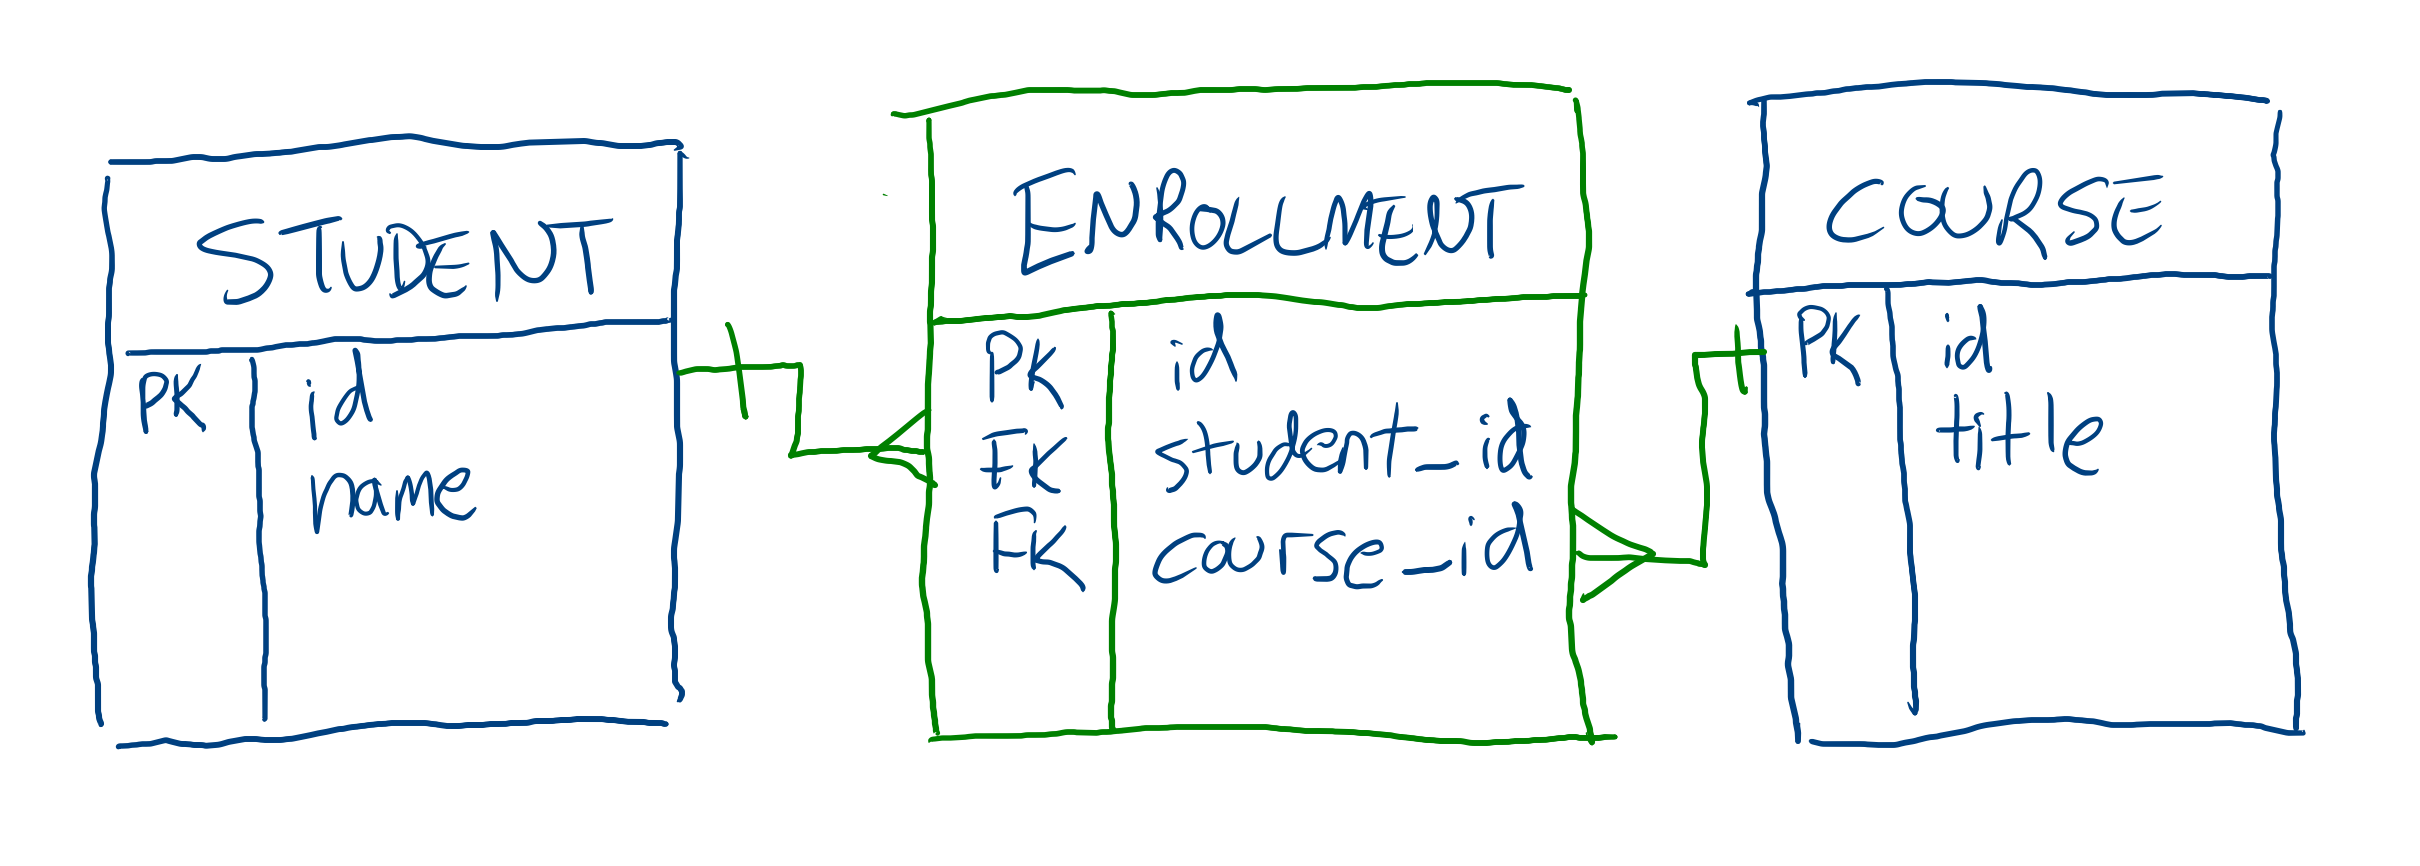 STUDENT
PK id
name
ENROLLMENT
PK id
FK student_id
FK course_id
COURSE
PK id
title